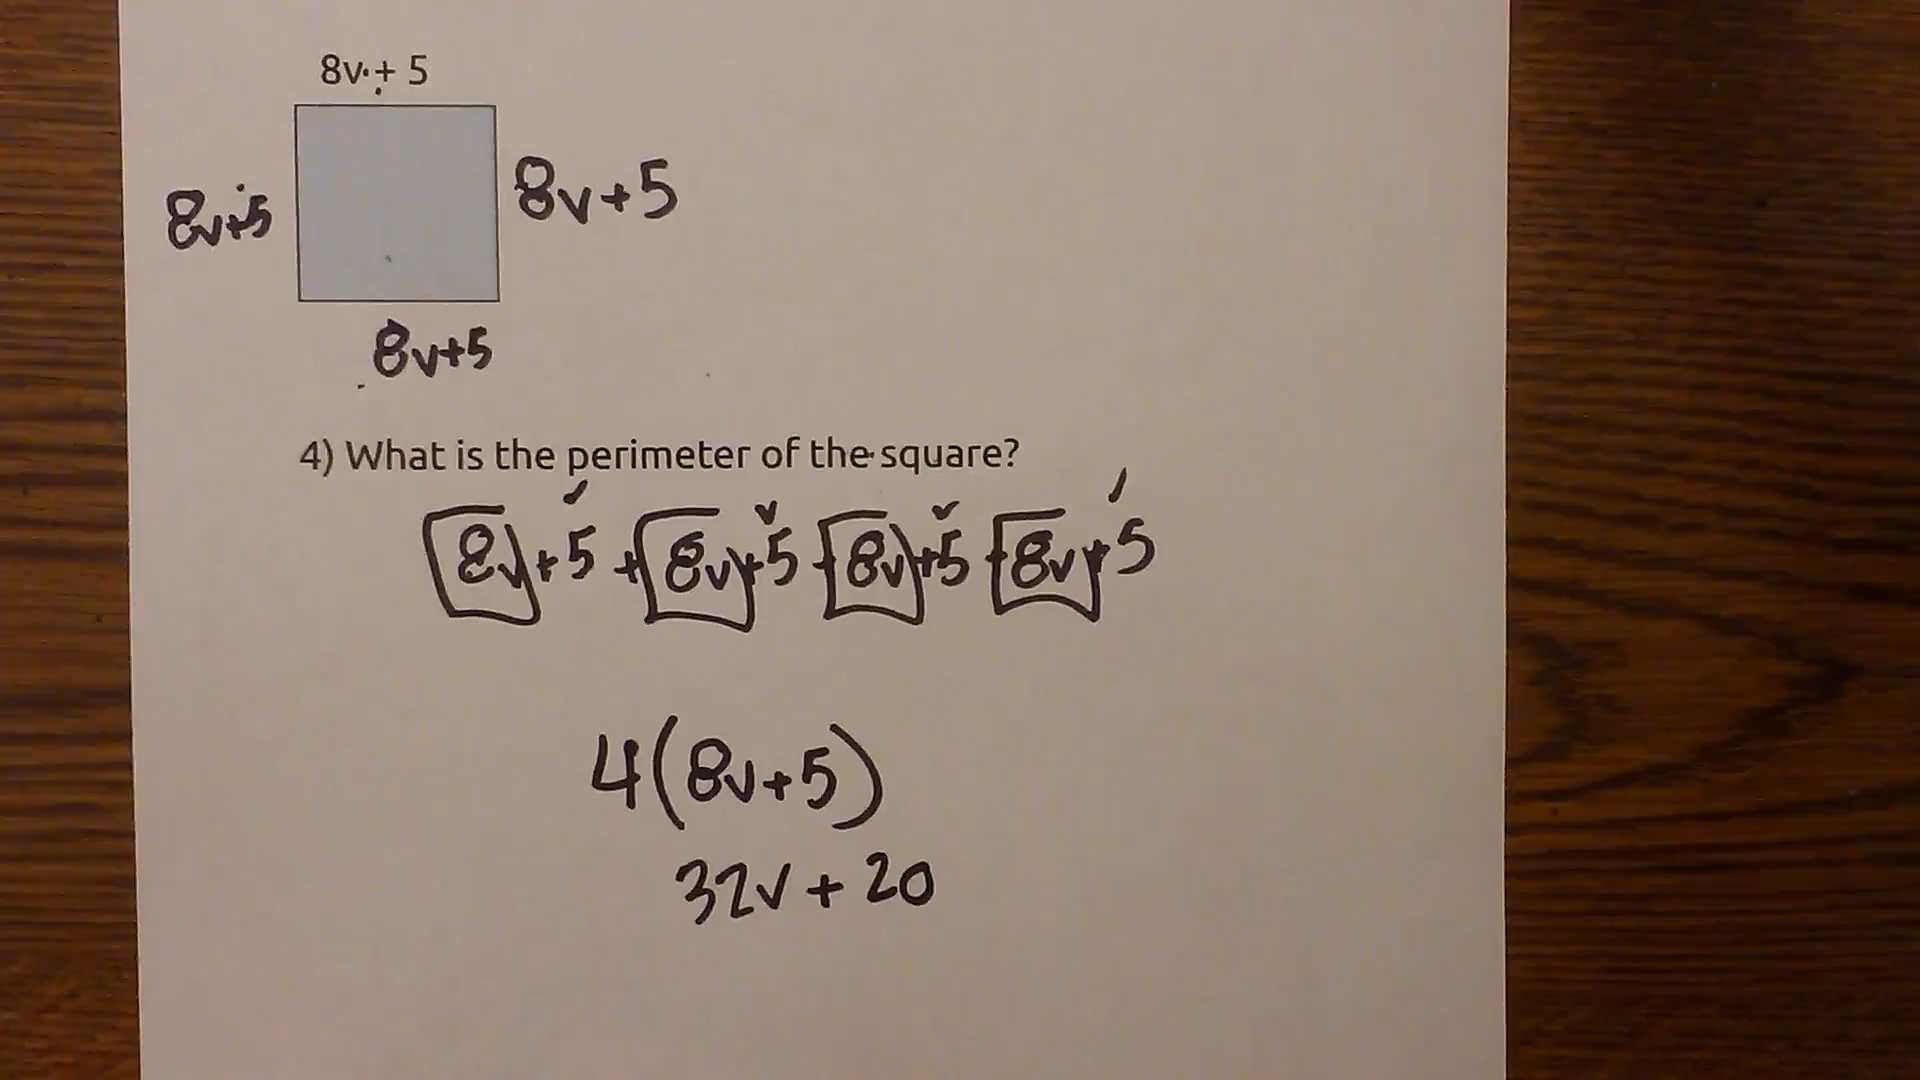 8v + 5
8v+5
8v+5
8v+5
4) What is the perimeter of the square?
8v+5+8v+5+8v+5+8v+5
4(8v+5)
32v+20